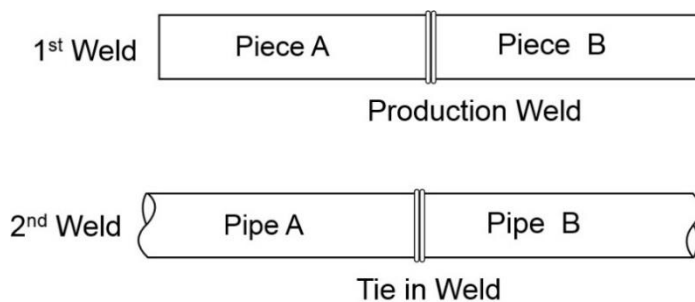 1st Weld
Piece A
Piece B
Production Weld
2nd Weld
Pipe A
Pipe B
Tie in Weld